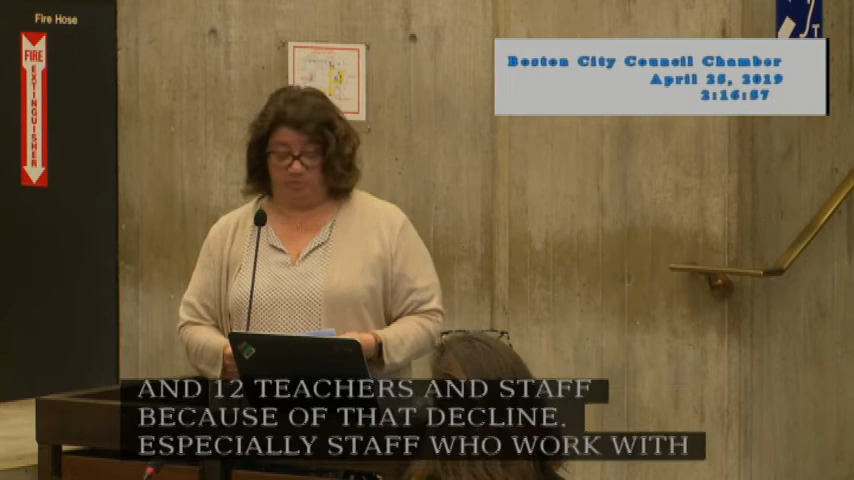 Fire Hose
FIRE
EXTINGUISHER
Boston City Council Chamber
April 25, 2019
2:16:57
AND 12 TEACHERS AND STAFF
BECAUSE OF THAT DECLINE.
ESPECIALLY STAFF WHO WORK WITH